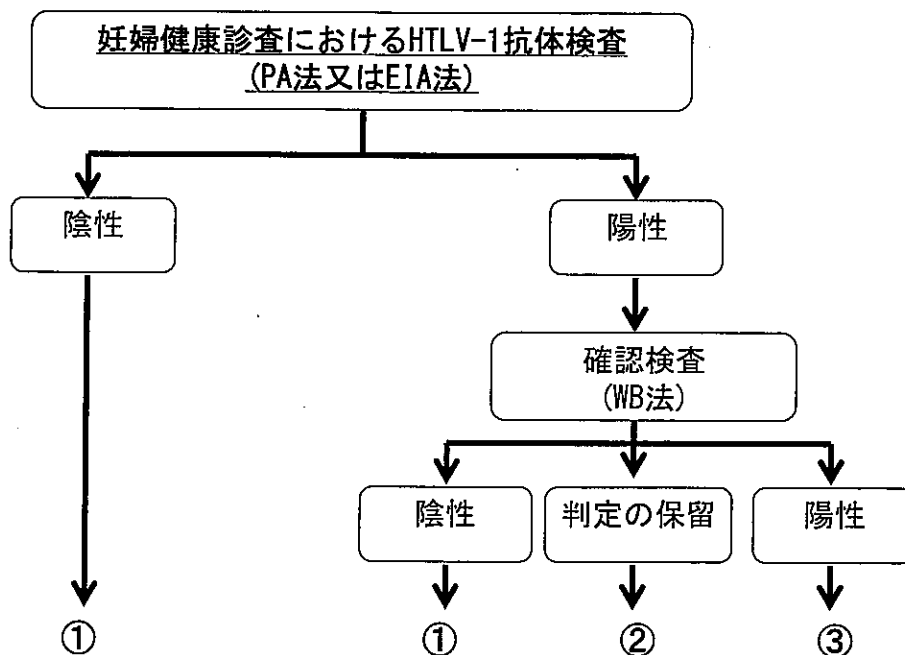 妊婦健康診査におけるHTLV-1抗体検査
(PA法又はEIA法)
陰性
陽性
確認検査
(WB法)
陰性
判定の保留
陽性
①
①
②
③